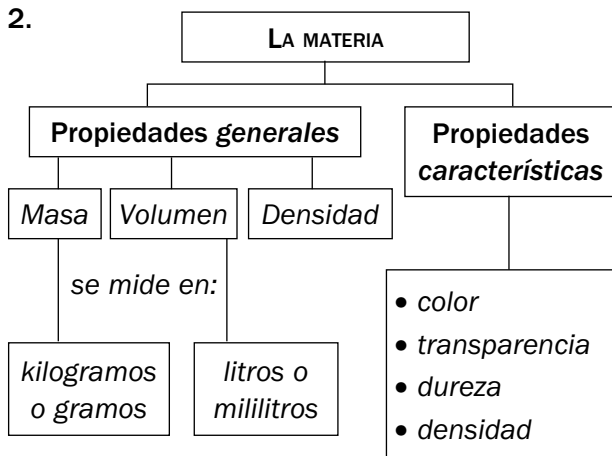 2.
LA MATERIA
Propiedades generales
Propiedades
características
Masa
Volumen
Densidad
se mide en:
kilogramos
o gramos
litros o
mililitros
• color
• transparencia
• dureza
• densidad